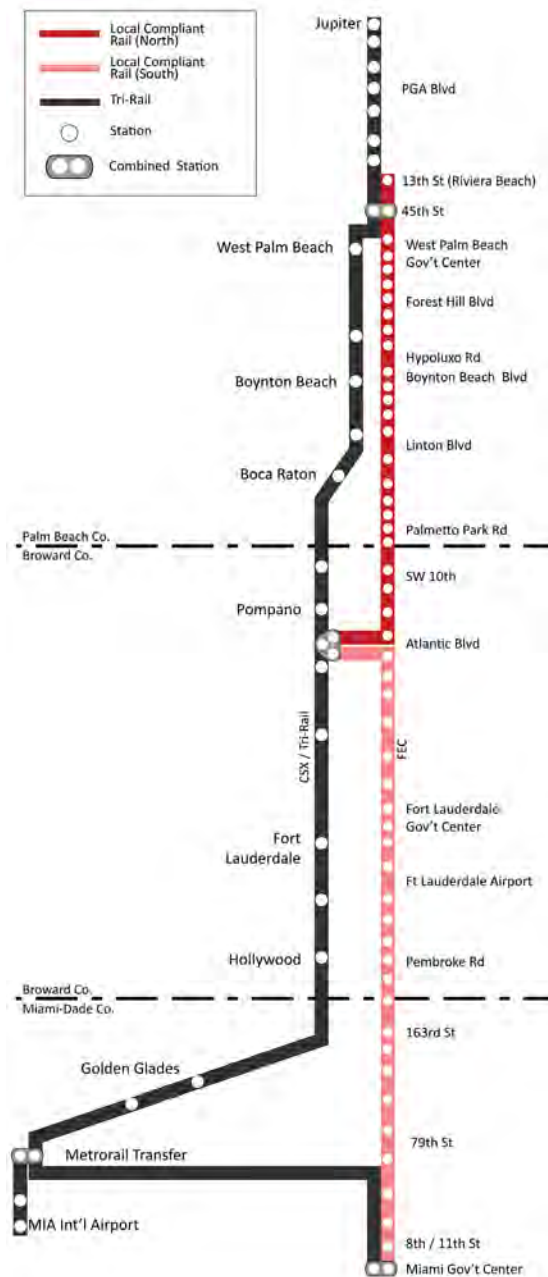 Local Compliant
Rail (North)
Local Compliant
Rail (South)
Tri-Rail
Station
Combined Station
Jupiter
PGA Blvd
13th St (Riviera Beach)
45th St
West Palm Beach
West Palm Beach
Gov't Center
Forest Hill Blvd
Hypoluxo Rd
Boynton Beach
Boynton Beach Blvd
Linton Blvd
Boca Raton
Palmetto Park Rd
Palm Beach Co.
Broward Co.
SW 10th
Pompano
Atlantic Blvd
CSX / Tri-Rail
FEC
Fort Lauderdale
Gov't Center
Fort
Lauderdale
Ft Lauderdale Airport
Hollywood
Pembroke Rd
Broward Co.
Miami-Dade Co.
163rd St
Golden Glades
79th St
Metrorail Transfer
MIA Int'l Airport
8th / 11th St
Miami Gov't Center